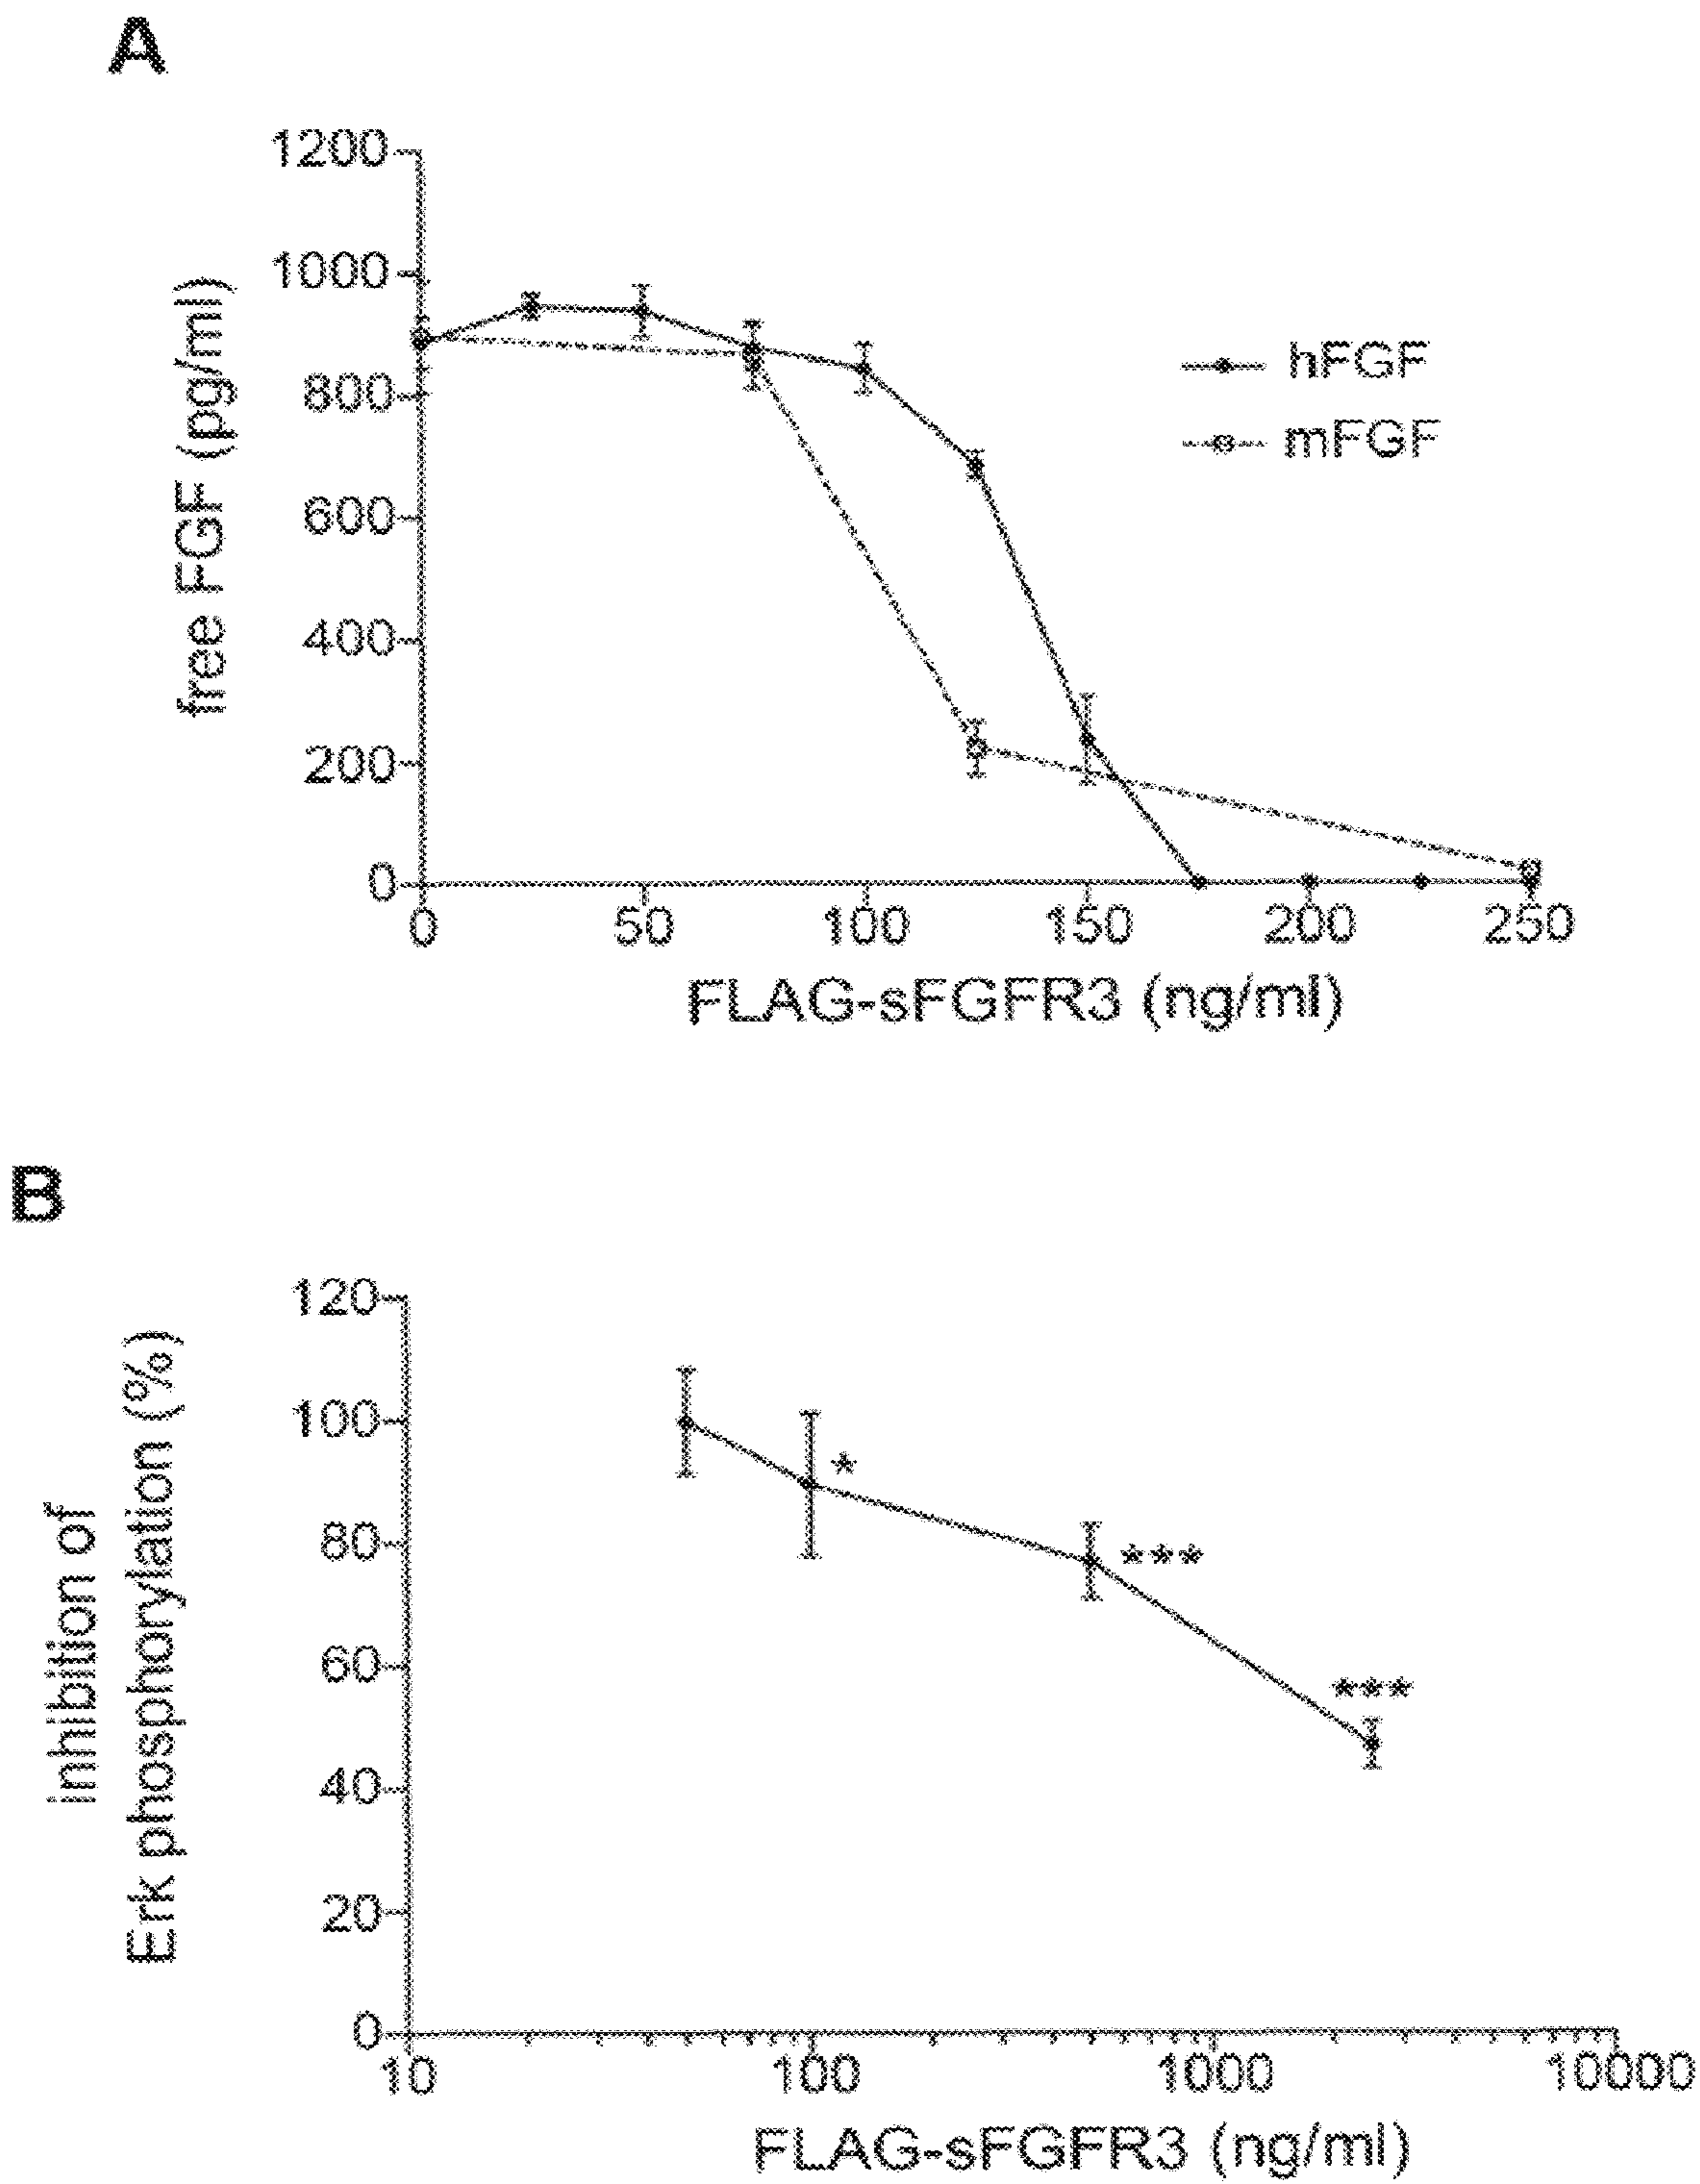 A
1200
1000
800
600
400
200
0
free FGF (pg/ml)
hFGF
mFGF
0 50 100 150 200 250
FLAG-sFGFR3 (ng/ml)
B
120
100
80
60
40
20
0
inhibition of
Erk phosphorylation (%)
*
***
***
10 100 1000 10000
FLAG-sFGFR3 (ng/ml)